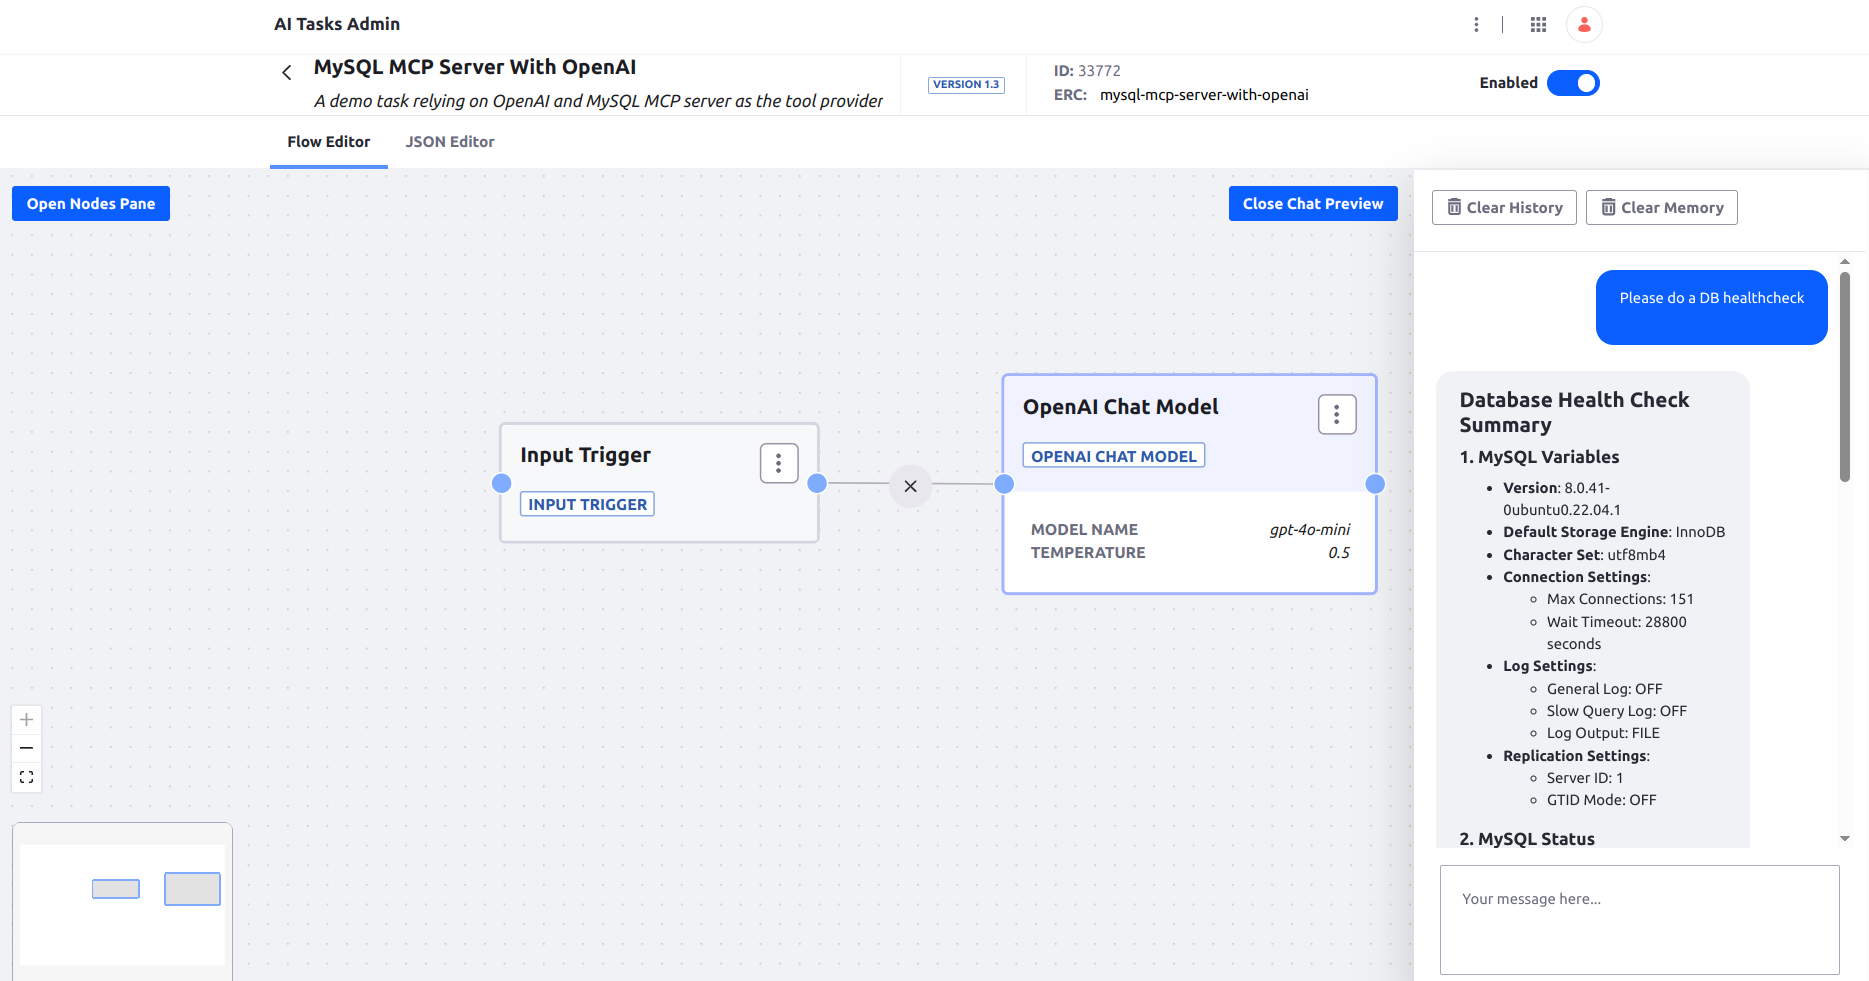 AI Tasks Admin
MySQL MCP Server With OpenAI
A demo task relying on OpenAI and MySQL MCP server as the tool provider
VERSION 1.3
ID: 33772
ERC: mysql-mcp-server-with-openai
Enabled
Flow Editor
JSON Editor
Open Nodes Pane
Close Chat Preview
Input Trigger
INPUT TRIGGER
OpenAI Chat Model
OPENAI CHAT MODEL
MODEL NAME gpt-4o-mini
TEMPERATURE 0.5
Clear History
Clear Memory
Please do a DB healthcheck
Database Health Check
Summary
1. MySQL Variables
Version: 8.0.41-
0ubuntu0.22.04.1
Default Storage Engine: InnoDB
Character Set: utf8mb4
Connection Settings:
Max Connections: 151
Wait Timeout: 28800
seconds
Log Settings:
General Log: OFF
Slow Query Log: OFF
Log Output: FILE
Replication Settings:
Server ID: 1
GTID Mode: OFF
2. MySQL Status
Your message here...